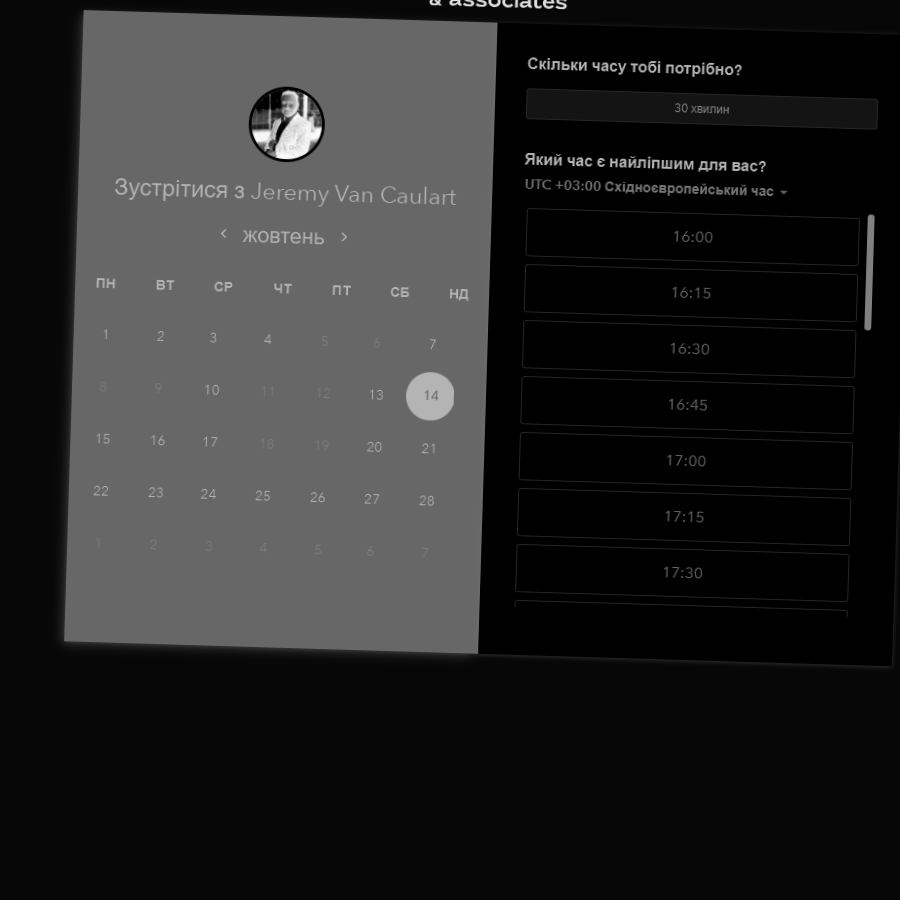 & associates
Зустрітися з Jeremy Van Caulart
жовтень
ПН ВТ СР ЧТ ПТ СБ НД
1 2 3 4 5 6 7
8 9 10 11 12 13 14
15 16 17 18 19 20 21
22 23 24 25 26 27 28
1 2 3 4 5 6 7
Скільки часу тобі потрібно?
30 хвилин
Який час є найліпшим для вас?
UTC +03:00 Східноєвропейський час
16:00
16:15
16:30
16:45
17:00
17:15
17:30